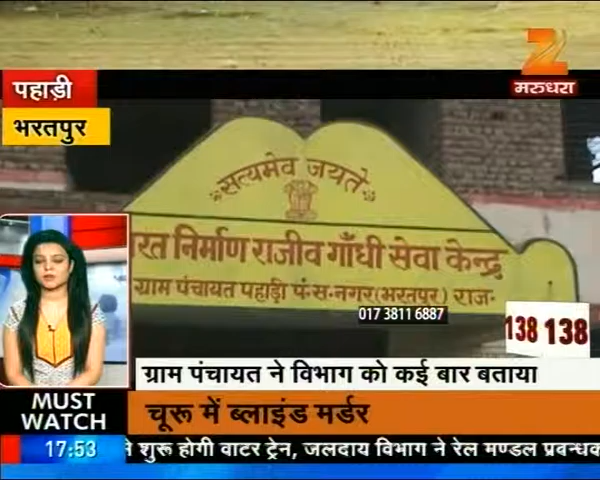 मरुधरा
पहाड़ी
भरतपुर
सत्यमेव जयते
रत निर्माण राजीव गाँधी सेवा केन्द्र
ग्राम पंचायत पहाड़ी पं॰स॰-नगर(भरतपुर) राज॰
017 3811 6887
138 138
ग्राम पंचायत ने विभाग को कई बार बताया
MUST WATCH
चूरू में ब्लाइंड मर्डर
17:53
से शुरू होगी वाटर ट्रेन, जलदाय विभाग ने रेल मण्डल प्रबन्धक